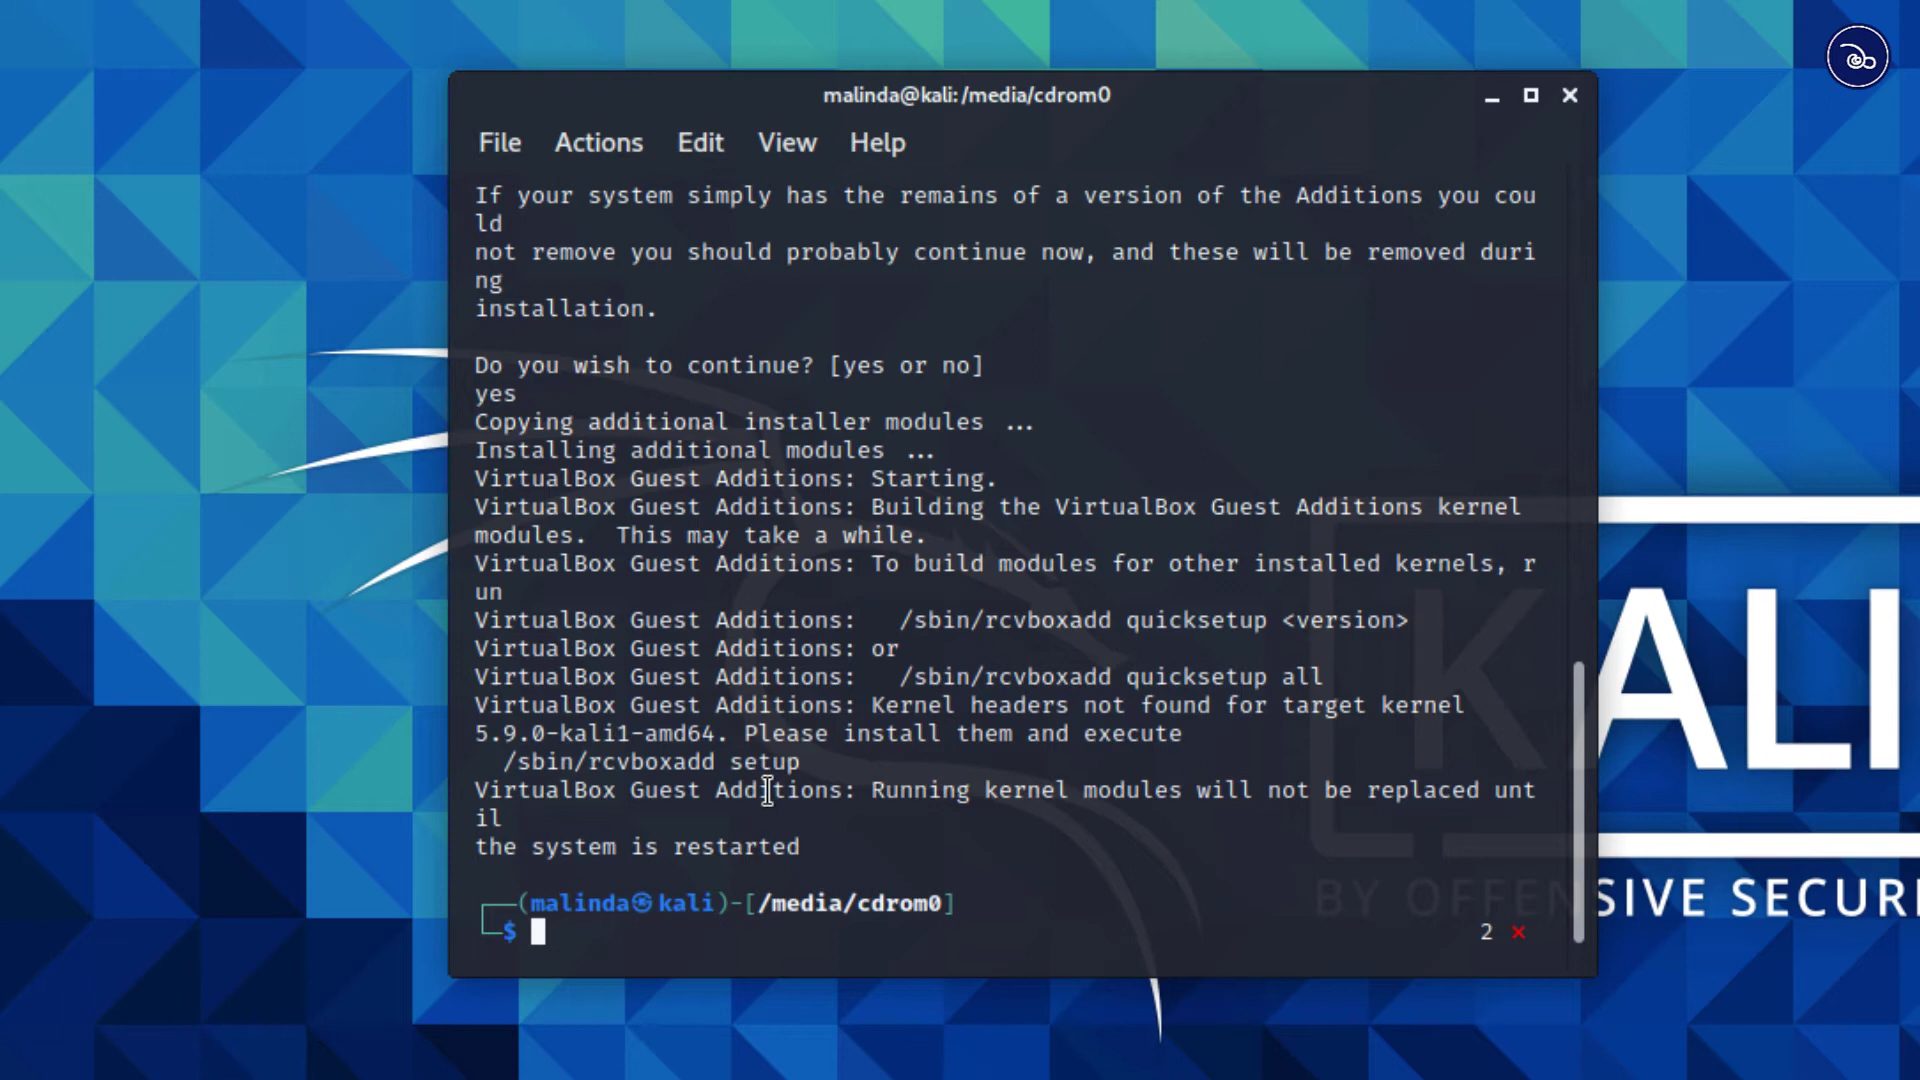 malinda@kali:/media/cdrom0
File Actions Edit View Help
If your system simply has the remains of a version of the Additions you cou
ld
not remove you should probably continue now, and these will be removed duri
ng
installation.
Do you wish to continue? [yes or no]
yes
Copying additional installer modules ...
Installing additional modules ...
VirtualBox Guest Additions: Starting.
VirtualBox Guest Additions: Building the VirtualBox Guest Additions kernel
modules.  This may take a while.
VirtualBox Guest Additions: To build modules for other installed kernels, r
un
VirtualBox Guest Additions:   /sbin/rcvboxadd quicksetup <version>
VirtualBox Guest Additions: or
VirtualBox Guest Additions:   /sbin/rcvboxadd quicksetup all
VirtualBox Guest Additions: Kernel headers not found for target kernel
5.9.0-kali1-amd64. Please install them and execute
  /sbin/rcvboxadd setup
VirtualBox Guest Additions: Running kernel modules will not be replaced unt
il
the system is restarted
(malinda㉿kali)-[/media/cdrom0]
$
2 ⨯
KALI
BY OFFENSIVE SECUR